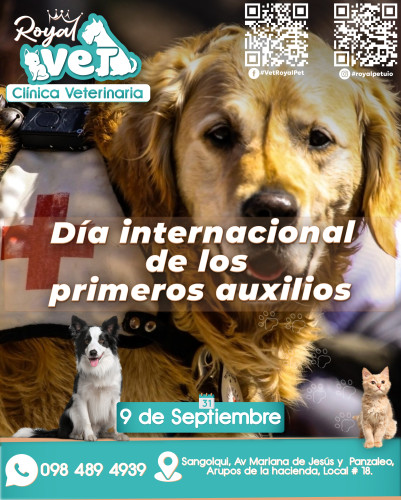 Royal
Vet
Clínica Veterinaria
#VetRoyalPet
#royalpetuio
Día internacional
de los
primeros auxilios
31
9 de Septiembre
098 489 4939
Sangolquí, Av Mariana de Jesús y Panzaleo,
Arupos de la hacienda, Local # 18.